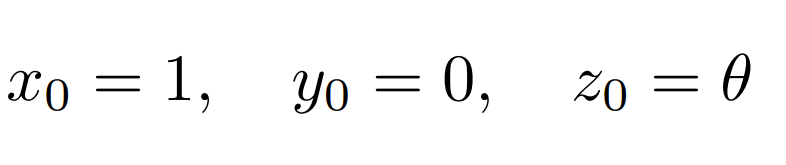 x₀ = 1,  y₀ = 0,  z₀ = θ